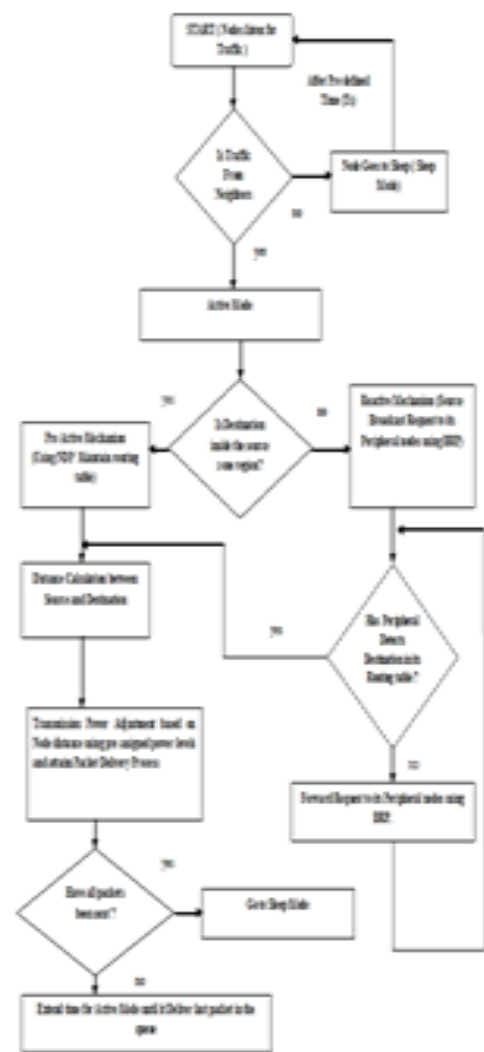 START ( Nodes listen for
Traffic )
After Pre-defined
Time (Ti)
Is Traffic
From
Neighbors
Node Goes to Sleep ( Sleep
Mode)
no
yes
Active Mode
yes
Is Destination
inside the source
zone region?
no
Pro Active Mechanism
(Using NDP Maintain routing
table)
Reactive Mechanism (Source
Broadcast Request to its
Peripheral nodes using BRP)
Distance Calculation between
Source and Destination
yes
Has Peripheral
Destination in its
Routing table?
no
Transmission Power Adjustment based on
Node distance using pre assigned power levels
and attain Packet Delivery Process
Forward Request to its Peripheral nodes using
BRP.
yes
Have all packets
been sent?
Go to Sleep Mode
no
Extend time for Active Mode until it Deliver last packet in the
queue